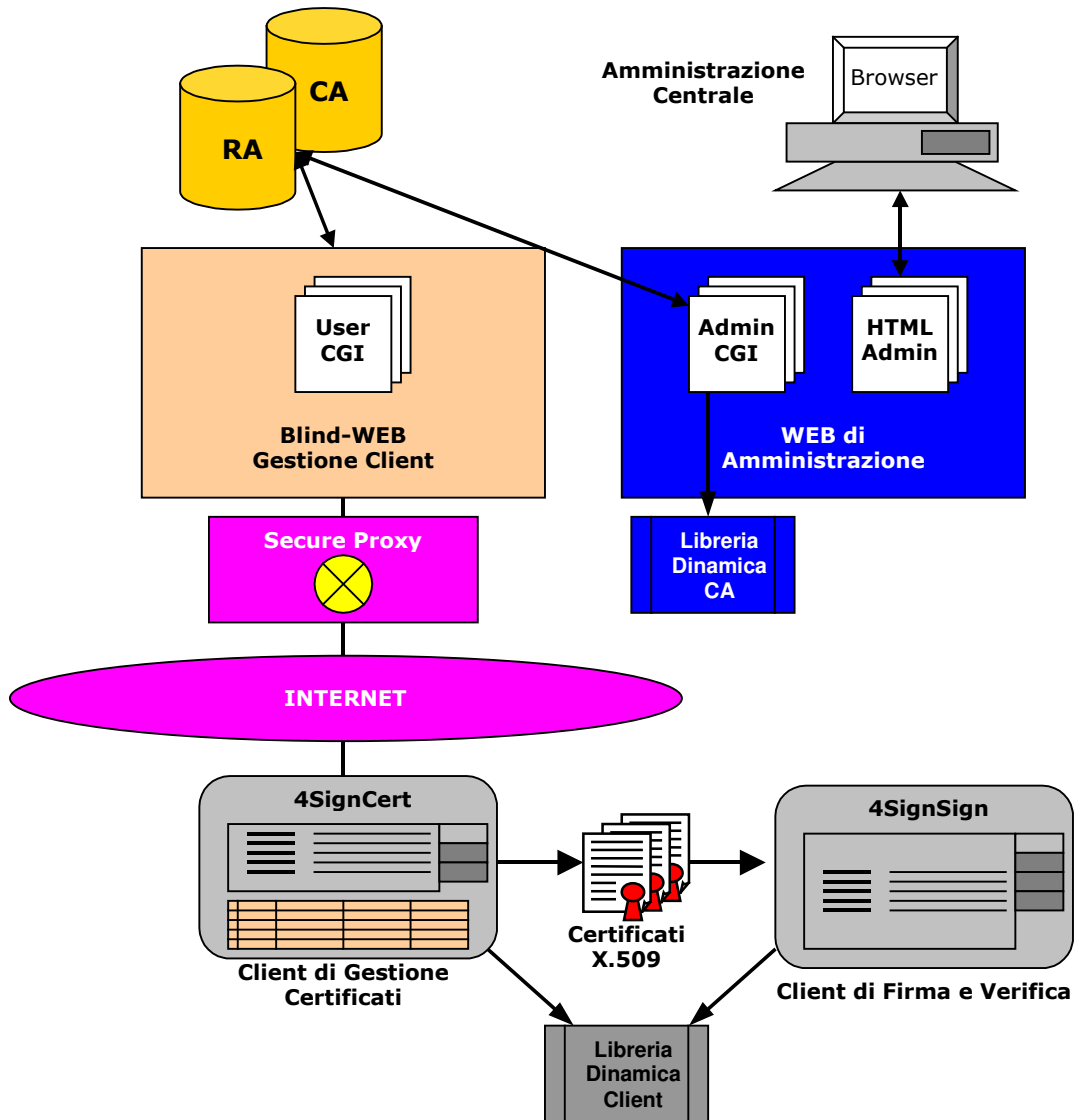 CA
RA
Amministrazione
Centrale
Browser
User
CGI
Blind-WEB
Gestione Client
Admin
CGI
HTML
Admin
WEB di
Amministrazione
Secure Proxy
Libreria
Dinamica
CA
INTERNET
4SignCert
4SignSign
Certificati
X.509
Client di Gestione
Certificati
Client di Firma e Verifica
Libreria
Dinamica
Client